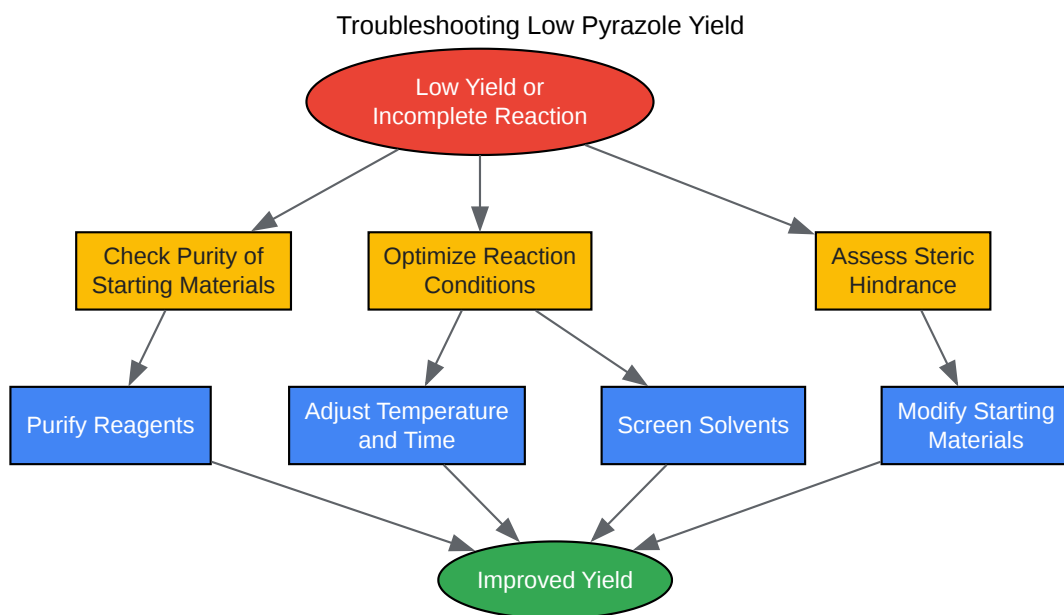 Troubleshooting Low Pyrazole Yield
Low Yield or
Incomplete Reaction
Check Purity of
Starting Materials
Optimize Reaction
Conditions
Assess Steric
Hindrance
Purify Reagents
Adjust Temperature
and Time
Screen Solvents
Modify Starting
Materials
Improved Yield